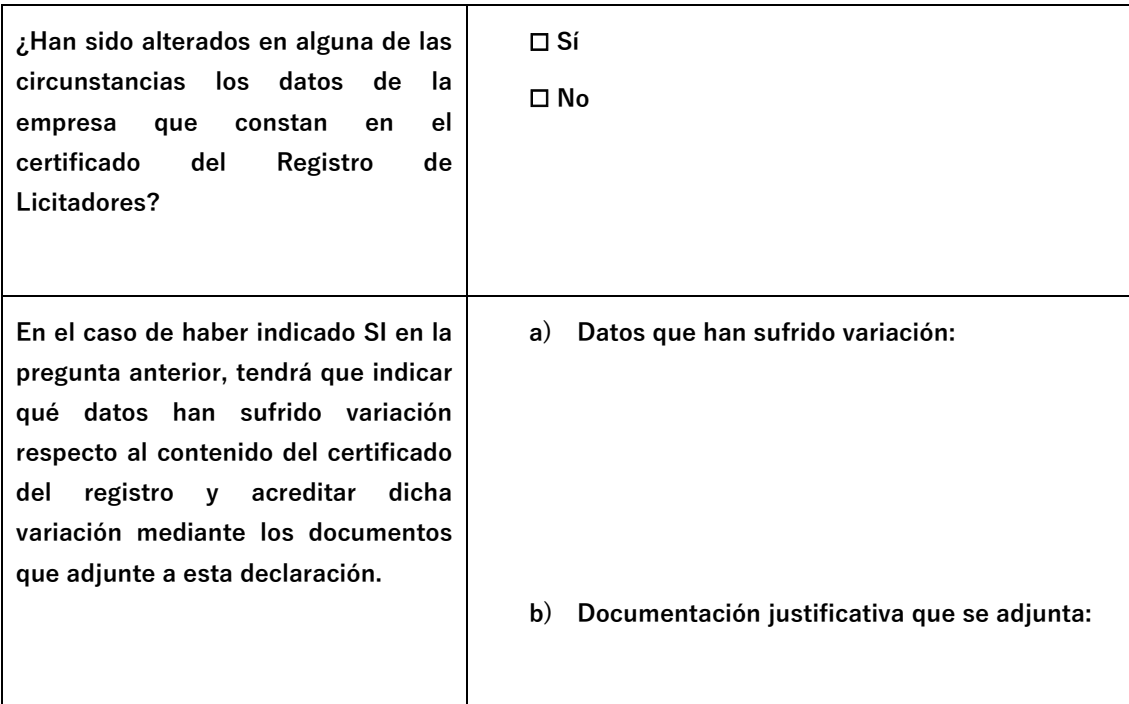 ¿Han sido alterados en alguna de las
circunstancias los datos de la
empresa que constan en el
certificado del Registro de
Licitadores?
☐ Sí
☐ No
En el caso de haber indicado SI en la
pregunta anterior, tendrá que indicar
qué datos han sufrido variación
respecto al contenido del certificado
del registro y acreditar dicha
variación mediante los documentos
que adjunte a esta declaración.
a) Datos que han sufrido variación:
b) Documentación justificativa que se adjunta: